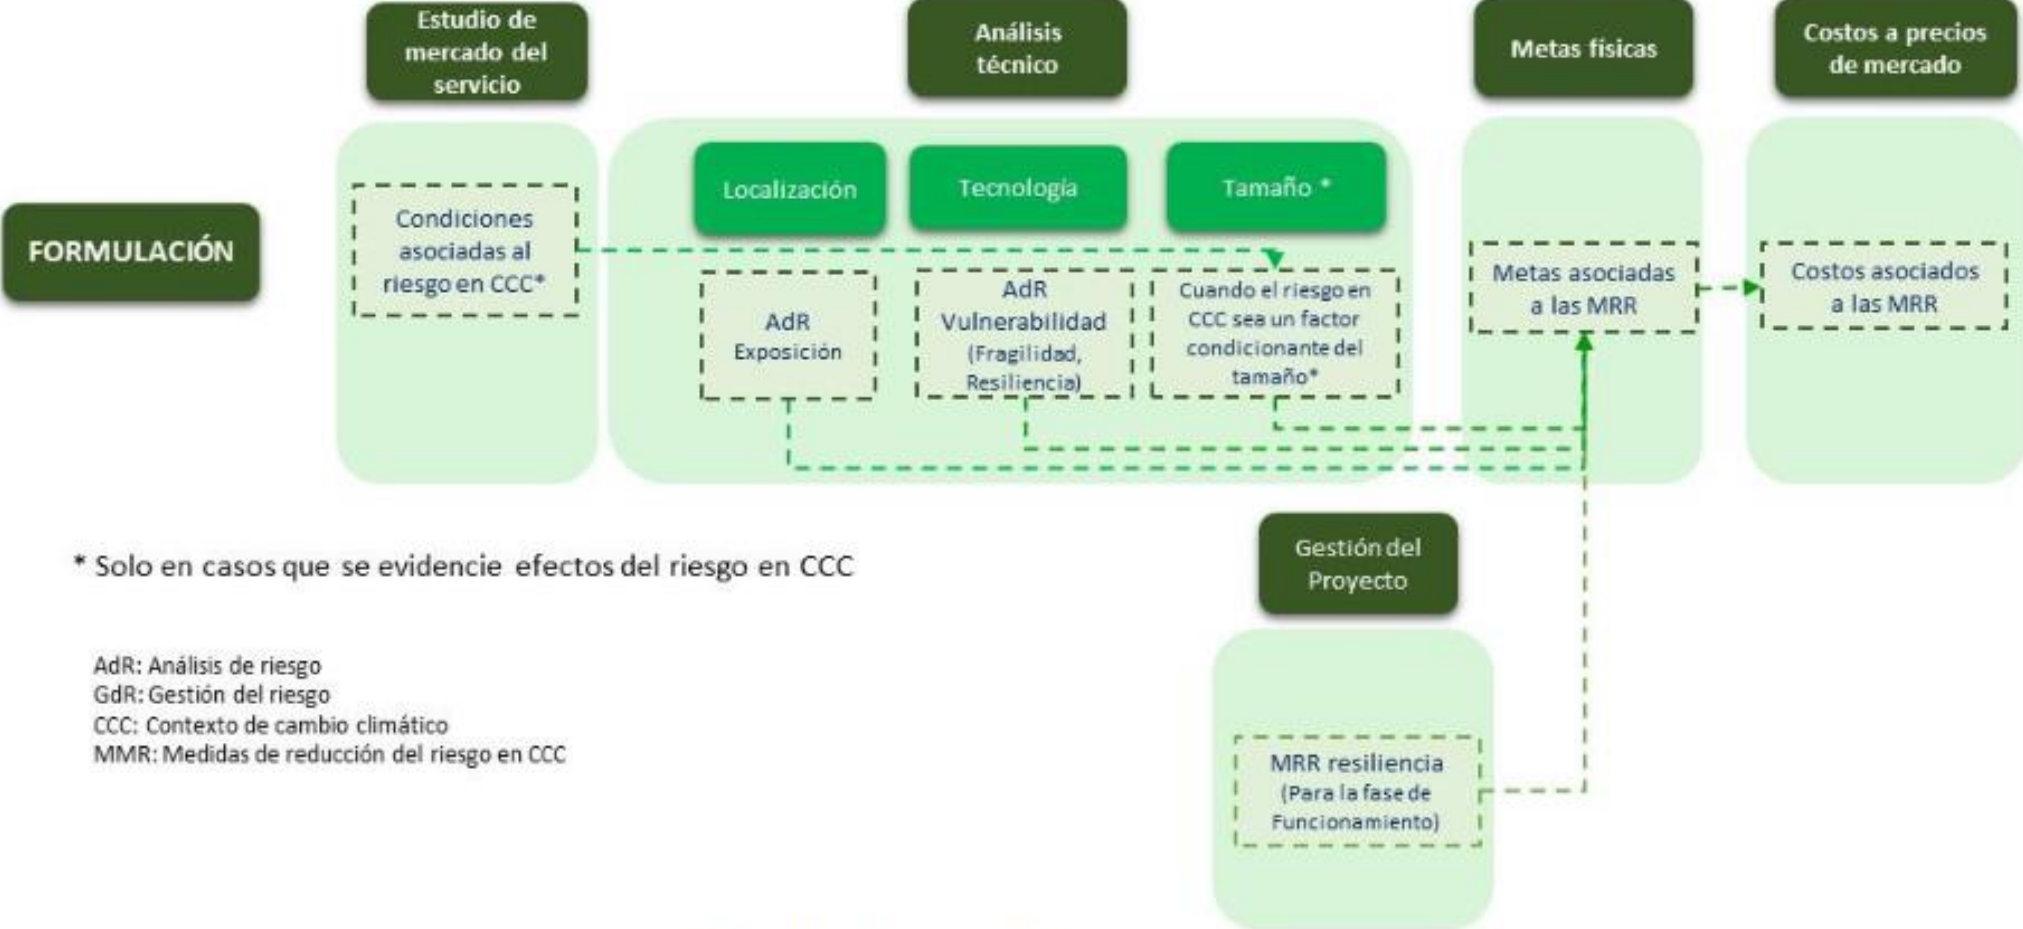 Estudio de
mercado del
servicio
Análisis
técnico
Metas físicas
Costos a precios
de mercado
FORMULACIÓN
Condiciones
asociadas al
riesgo en CCC*
Localización
Tecnología
Tamaño *
AdR
Exposición
AdR
Vulnerabilidad
(Fragilidad,
Resiliencia)
Cuando el riesgo en
CCC sea un factor
condicionante del
tamaño*
Metas asociadas
a las MRR
Costos asociados
a las MRR
* Solo en casos que se evidencie efectos del riesgo en CCC
Gestión del
Proyecto
AdR: Análisis de riesgo
GdR: Gestión del riesgo
CCC: Contexto de cambio climático
MMR: Medidas de reducción del riesgo en CCC
MRR resiliencia
(Para la fase de
Funcionamiento)